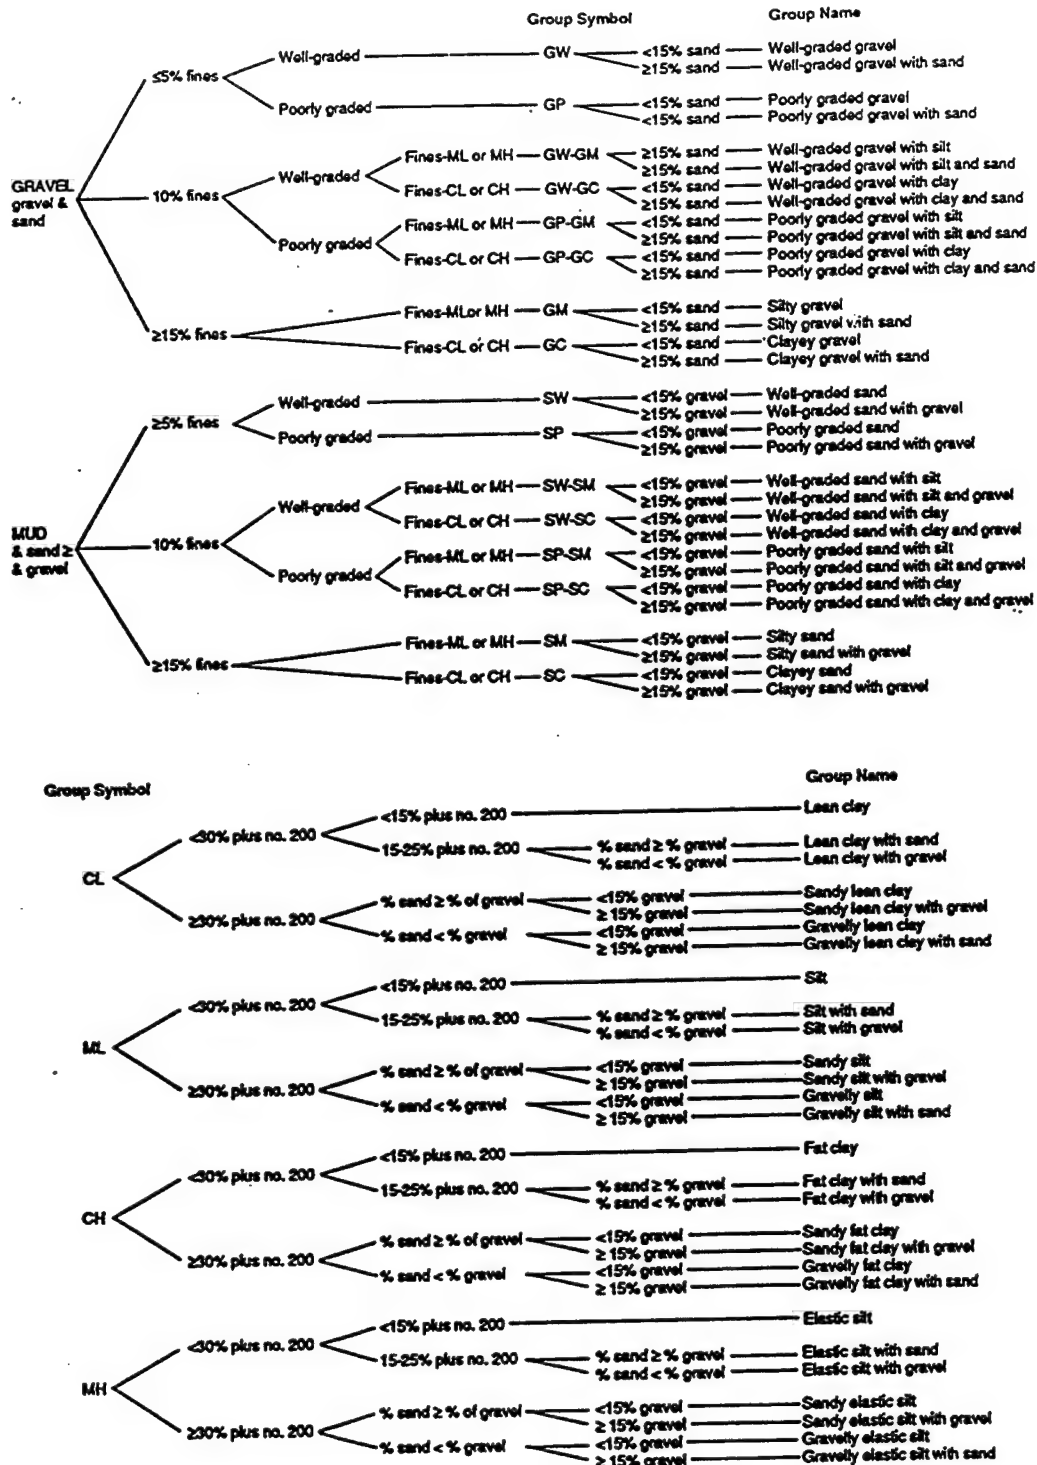 Group Symbol Group Name
Well-graded GW <15% sand Well-graded gravel
≤5% fines ≥15% sand Well-graded gravel with sand
Poorly graded GP <15% sand Poorly graded gravel
<15% sand Poorly graded gravel with sand
Fines-ML or MH GW-GM ≥15% sand Well-graded gravel with silt
Well-graded ≥15% sand Well-graded gravel with silt and sand
GRAVEL Fines-CL or CH GW-GC <15% sand Well-graded gravel with clay
gravel & 10% fines ≥15% sand Well-graded gravel with clay and sand
sand Fines-ML or MH GP-GM <15% sand Poorly graded gravel with silt
Poorly graded ≥15% sand Poorly graded gravel with silt and sand
Fines-CL or CH GP-GC <15% sand Poorly graded gravel with clay
≥15% sand Poorly graded gravel with clay and sand
Fines-MLor MH GM <15% sand Silty gravel
≥15% fines ≥15% sand Silty gravel with sand
Fines-CL or CH GC <15% sand Clayey gravel
≥15% sand Clayey gravel with sand
Well-graded SW <15% gravel Well-graded sand
≥5% fines ≥15% gravel Well-graded sand with gravel
Poorly graded SP <15% gravel Poorly graded sand
≥15% gravel Poorly graded sand with gravel
Fines-ML or MH SW-SM <15% gravel Well-graded sand with silt
Well-graded ≥15% gravel Well-graded sand with silt and gravel
Fines-CL or CH SW-SC <15% gravel Well-graded sand with clay
MUD ≥15% gravel Well-graded sand with clay and gravel
& sand ≥ 10% fines Fines-ML or MH SP-SM <15% gravel Poorly graded sand with silt
& gravel Poorly graded ≥15% gravel Poorly graded sand with silt and gravel
Fines-CL or CH SP-SC <15% gravel Poorly graded sand with clay
≥15% gravel Poorly graded sand with clay and gravel
Fines-ML or MH SM <15% gravel Silty sand
≥15% fines ≥15% gravel Silty sand with gravel
Fines-CL or CH SC <15% gravel Clayey sand
≥15% gravel Clayey sand with gravel
Group Symbol Group Name
<15% plus no. 200 Lean clay
<30% plus no. 200
15-25% plus no. 200 % sand ≥ % gravel Lean clay with sand
% sand < % gravel Lean clay with gravel
CL
% sand ≥ % of gravel <15% gravel Sandy lean clay
≥30% plus no. 200 ≥ 15% gravel Sandy lean clay with gravel
% sand < % gravel <15% gravel Gravelly lean clay
≥ 15% gravel Gravelly lean clay with sand
<15% plus no. 200 Silt
<30% plus no. 200
15-25% plus no. 200 % sand ≥ % gravel Silt with sand
% sand < % gravel Silt with gravel
ML
% sand ≥ % of gravel <15% gravel Sandy silt
≥30% plus no. 200 ≥ 15% gravel Sandy silt with gravel
% sand < % gravel <15% gravel Gravelly silt
≥ 15% gravel Gravelly silt with sand
<15% plus no. 200 Fat clay
<30% plus no. 200
15-25% plus no. 200 % sand ≥ % gravel Fat clay with sand
% sand < % gravel Fat clay with gravel
CH
% sand ≥ % of gravel <15% gravel Sandy fat clay
≥30% plus no. 200 ≥ 15% gravel Sandy fat clay with gravel
% sand < % gravel <15% gravel Gravelly fat clay
≥ 15% gravel Gravelly fat clay with sand
<15% plus no. 200 Elastic silt
<30% plus no. 200
15-25% plus no. 200 % sand ≥ % gravel Elastic silt with sand
% sand < % gravel Elastic silt with gravel
MH
% sand ≥ % of gravel <15% gravel Sandy elastic silt
≥30% plus no. 200 ≥ 15% gravel Sandy elastic silt with gravel
% sand < % gravel <15% gravel Gravelly elastic silt
≥ 15% gravel Gravelly elastic silt with sand